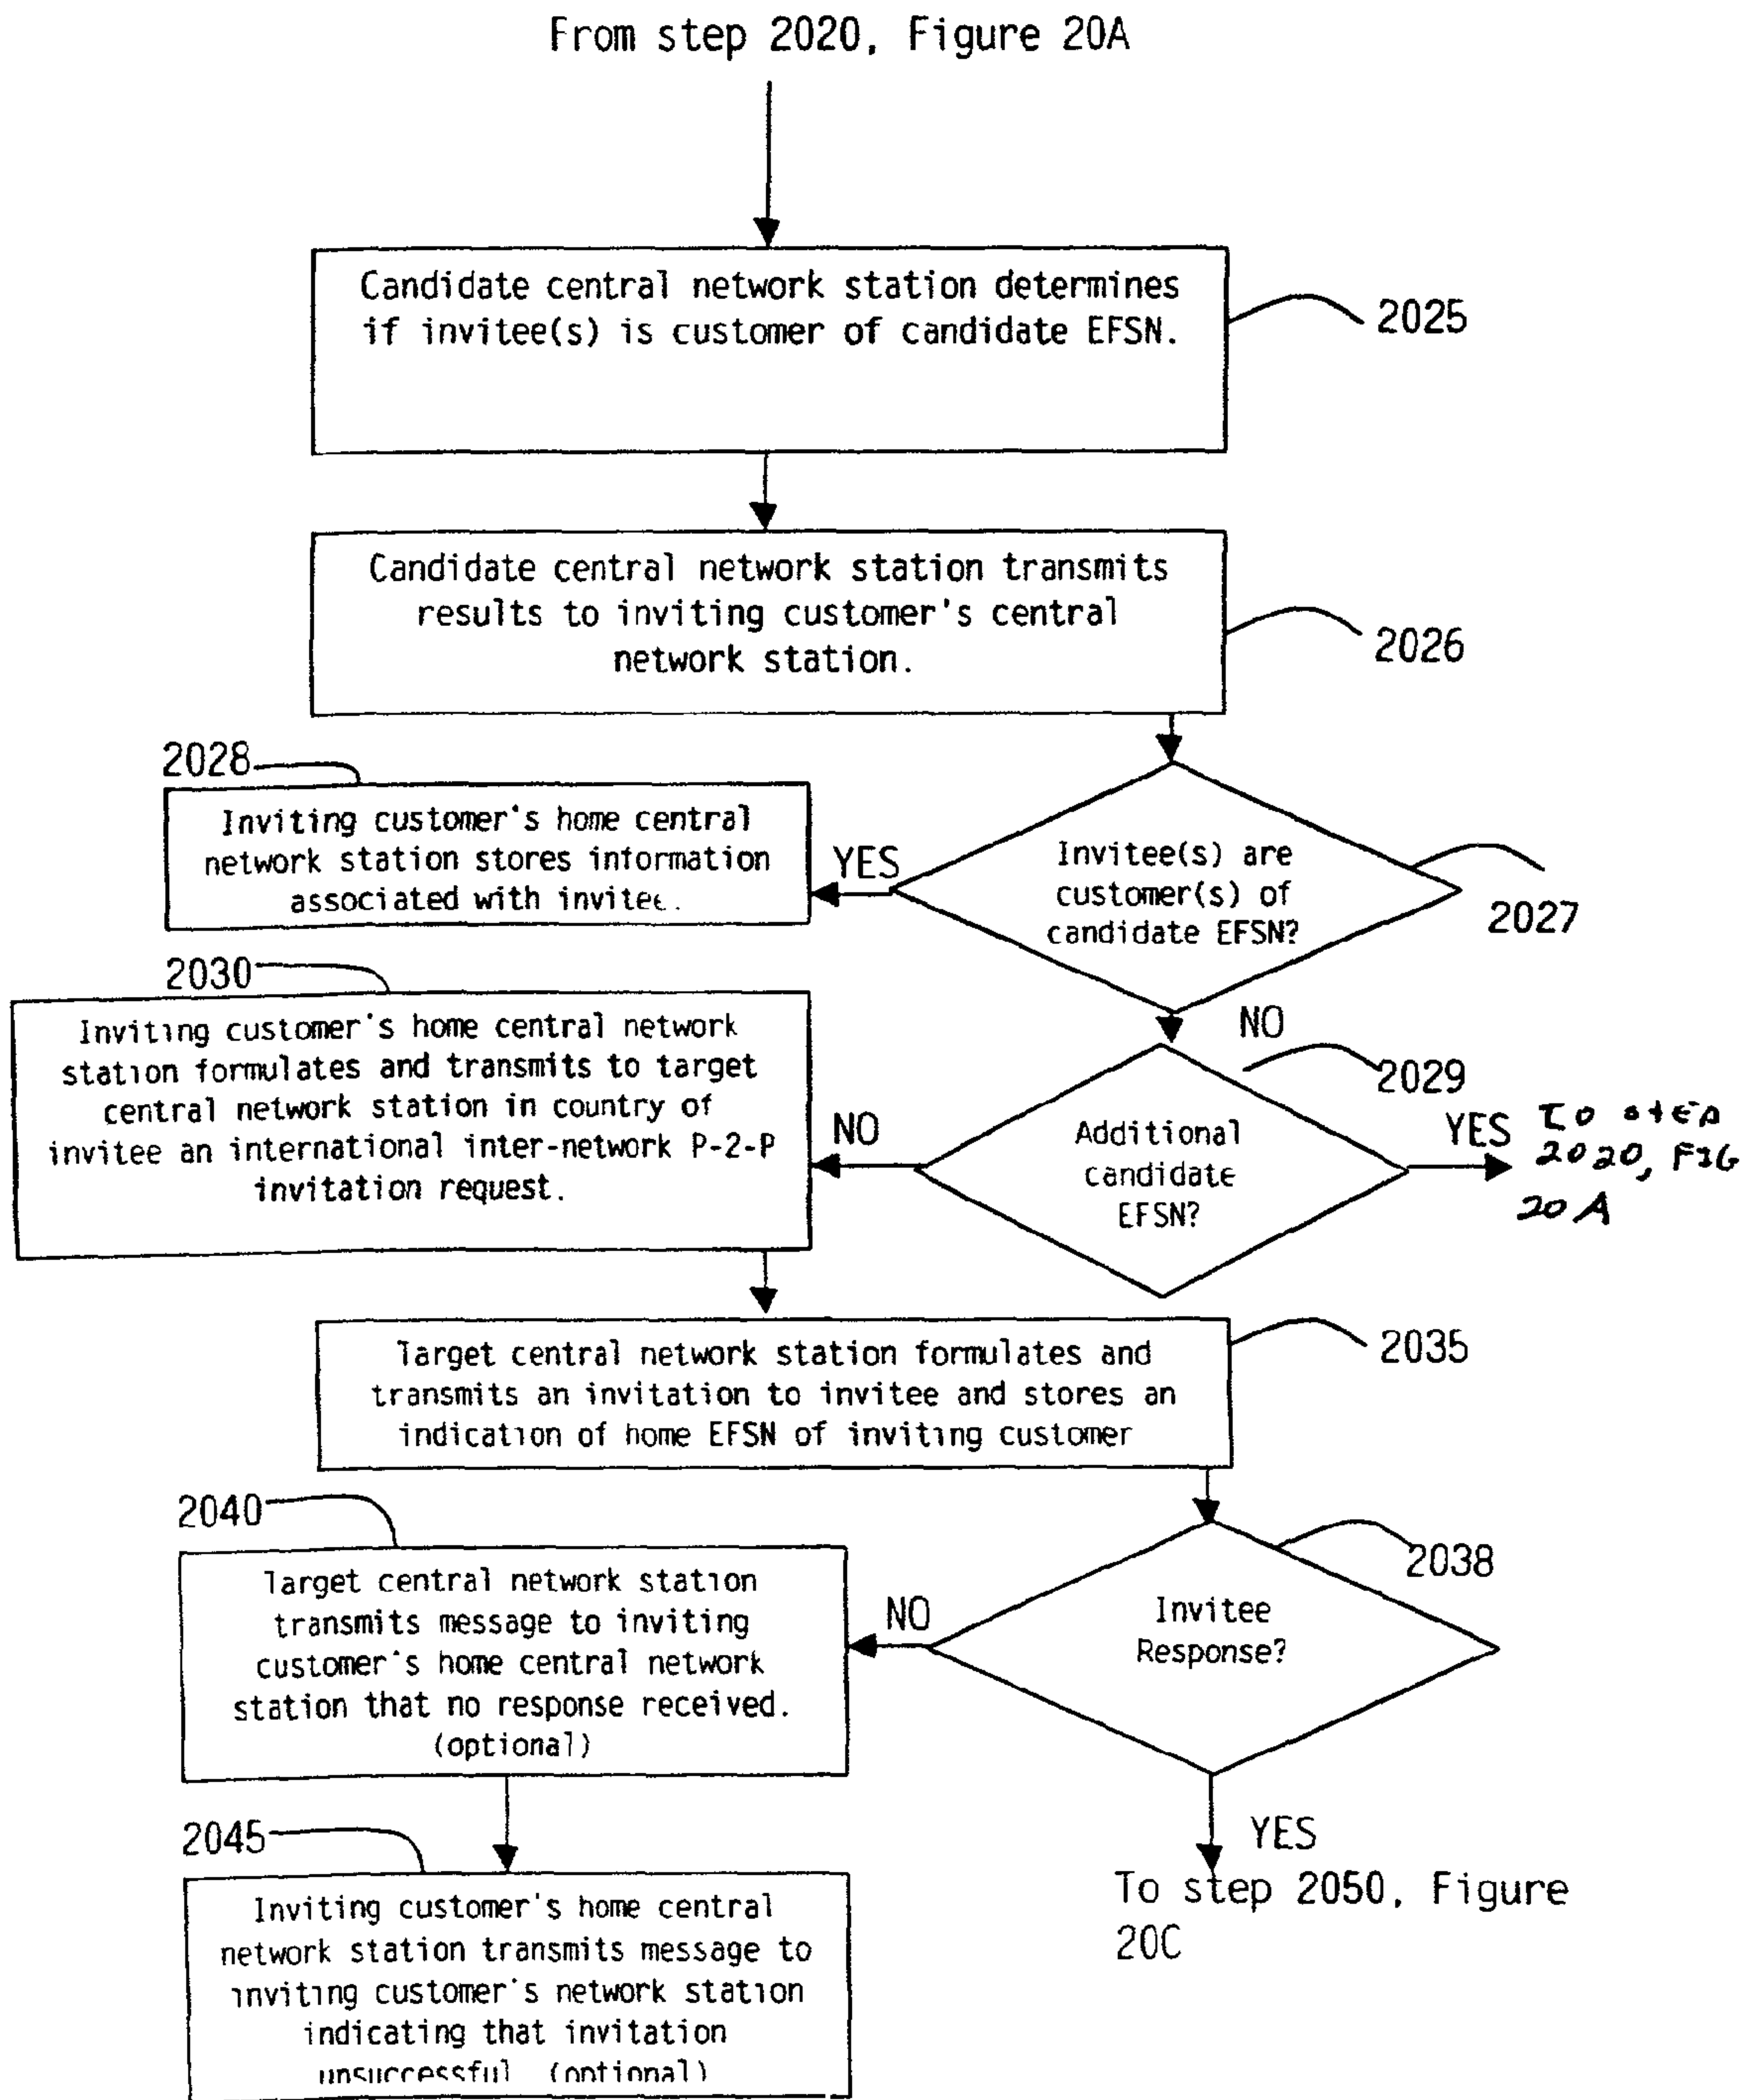 From step 2020, Figure 20A
Candidate central network station determines
if invitee(s) is customer of candidate EFSN.
2025
Candidate central network station transmits
results to inviting customer's central
network station.
2026
2028
Inviting customer's home central
network station stores information
associated with invitee.
YES
Invitee(s) are
customer(s) of
candidate EFSN?
2027
NO
2030
Inviting customer's home central network
station formulates and transmits to target
central network station in country of
invitee an international inter-network P-2-P
invitation request.
NO
Additional
candidate
EFSN?
2029
YES
TO STEP
2020, FIG
20A
Target central network station formulates and
transmits an invitation to invitee and stores an
indication of home EFSN of inviting customer
2035
2040
Target central network station
transmits message to inviting
customer's home central network
station that no response received.
(optional)
NO
Invitee
Response?
2038
YES
To step 2050, Figure
20C
2045
Inviting customer's home central
network station transmits message to
inviting customer's network station
indicating that invitation
unsuccessful (optional)